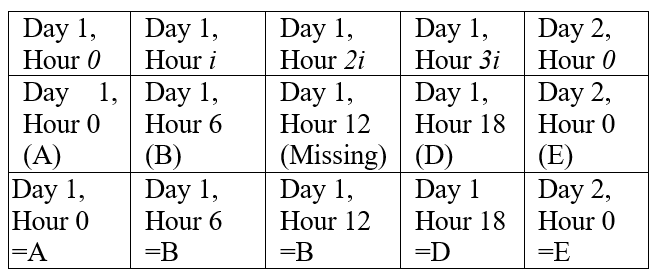 Day 1,
Hour 0
Day 1,
Hour i
Day 1,
Hour 2i
Day 1,
Hour 3i
Day 2,
Hour 0
Day 1,
Hour 0
(A)
Day 1,
Hour 6
(B)
Day 1,
Hour 12
(Missing)
Day 1,
Hour 18
(D)
Day 2,
Hour 0
(E)
Day 1,
Hour 0
=A
Day 1,
Hour 6
=B
Day 1,
Hour 12
=B
Day 1
Hour 18
=D
Day 2,
Hour 0
=E